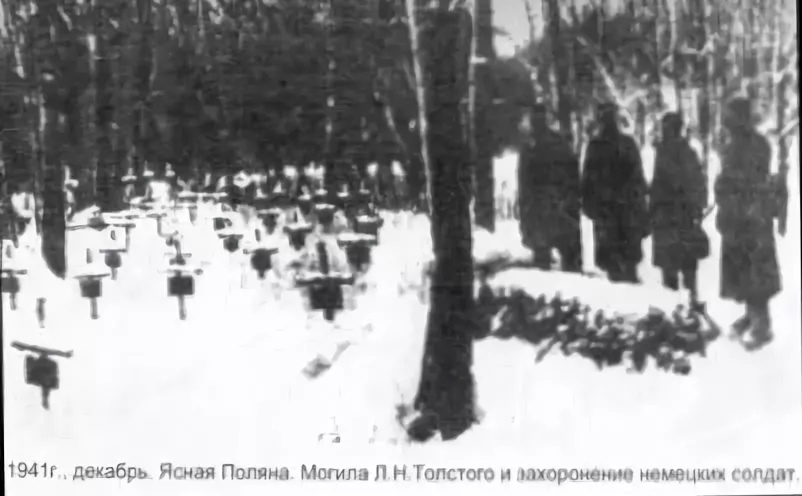 1941г., декабрь. Ясная Поляна. Могила Л.Н.Толстого и захоронение немецких солдат.